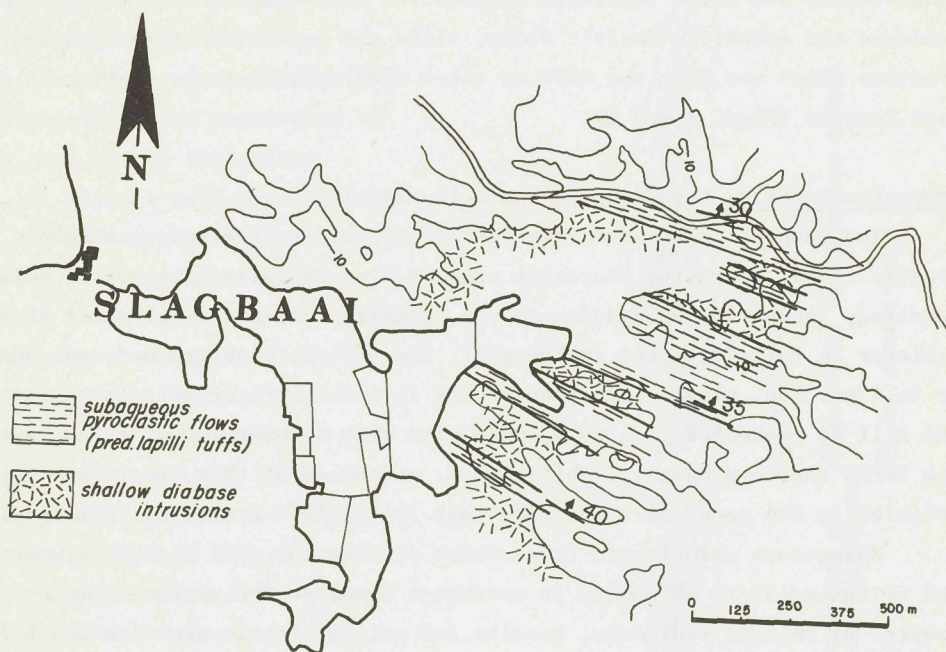 N
10
10
30
SLAGBAAI
10
35
40
subaqueous
pyroclastic flows
(pred. lapilli tuffs)
shallow diabase
intrusions
0 125 250 375 500 m